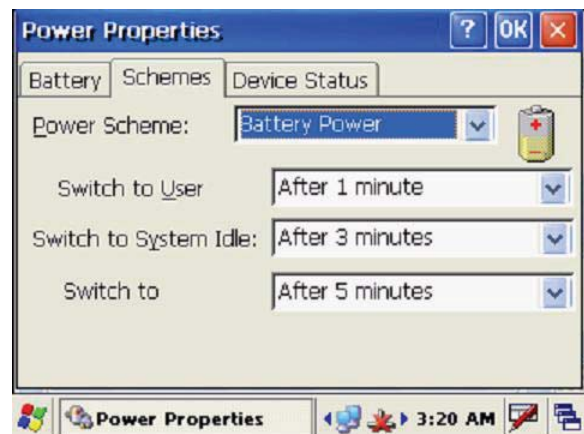 Power Properties ? OK ×
Battery Schemes Device Status
Power Scheme: Battery Power
Switch to User After 1 minute
Switch to System Idle: After 3 minutes
Switch to After 5 minutes
Power Properties 3:20 AM